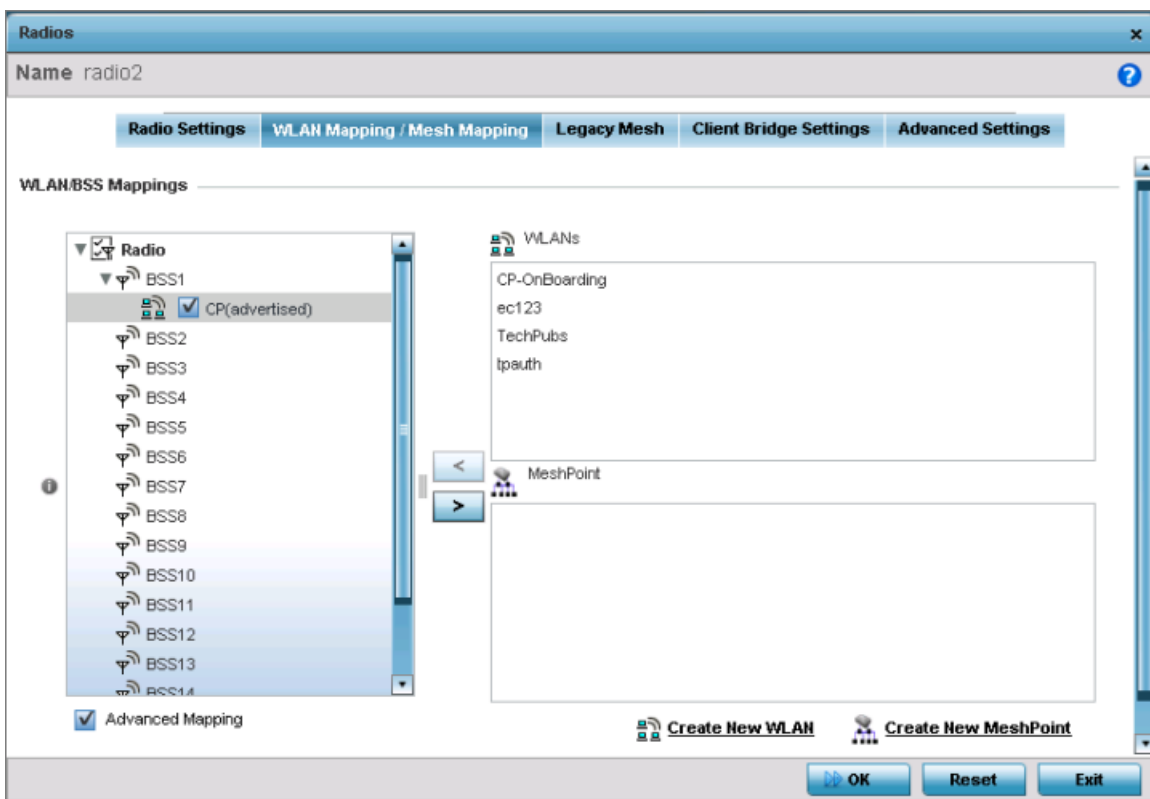 Radios
Name radio2
Radio Settings WLAN Mapping / Mesh Mapping Legacy Mesh Client Bridge Settings Advanced Settings
WLAN/BSS Mappings
Radio
BSS1
CP(advertised)
BSS2
BSS3
BSS4
BSS5
BSS6
BSS7
BSS8
BSS9
BSS10
BSS11
BSS12
BSS13
BSS14
Advanced Mapping
<
>
WLANs
CP-OnBoarding
ec123
TechPubs
tpauth
MeshPoint
Create New WLAN Create New MeshPoint
OK Reset Exit